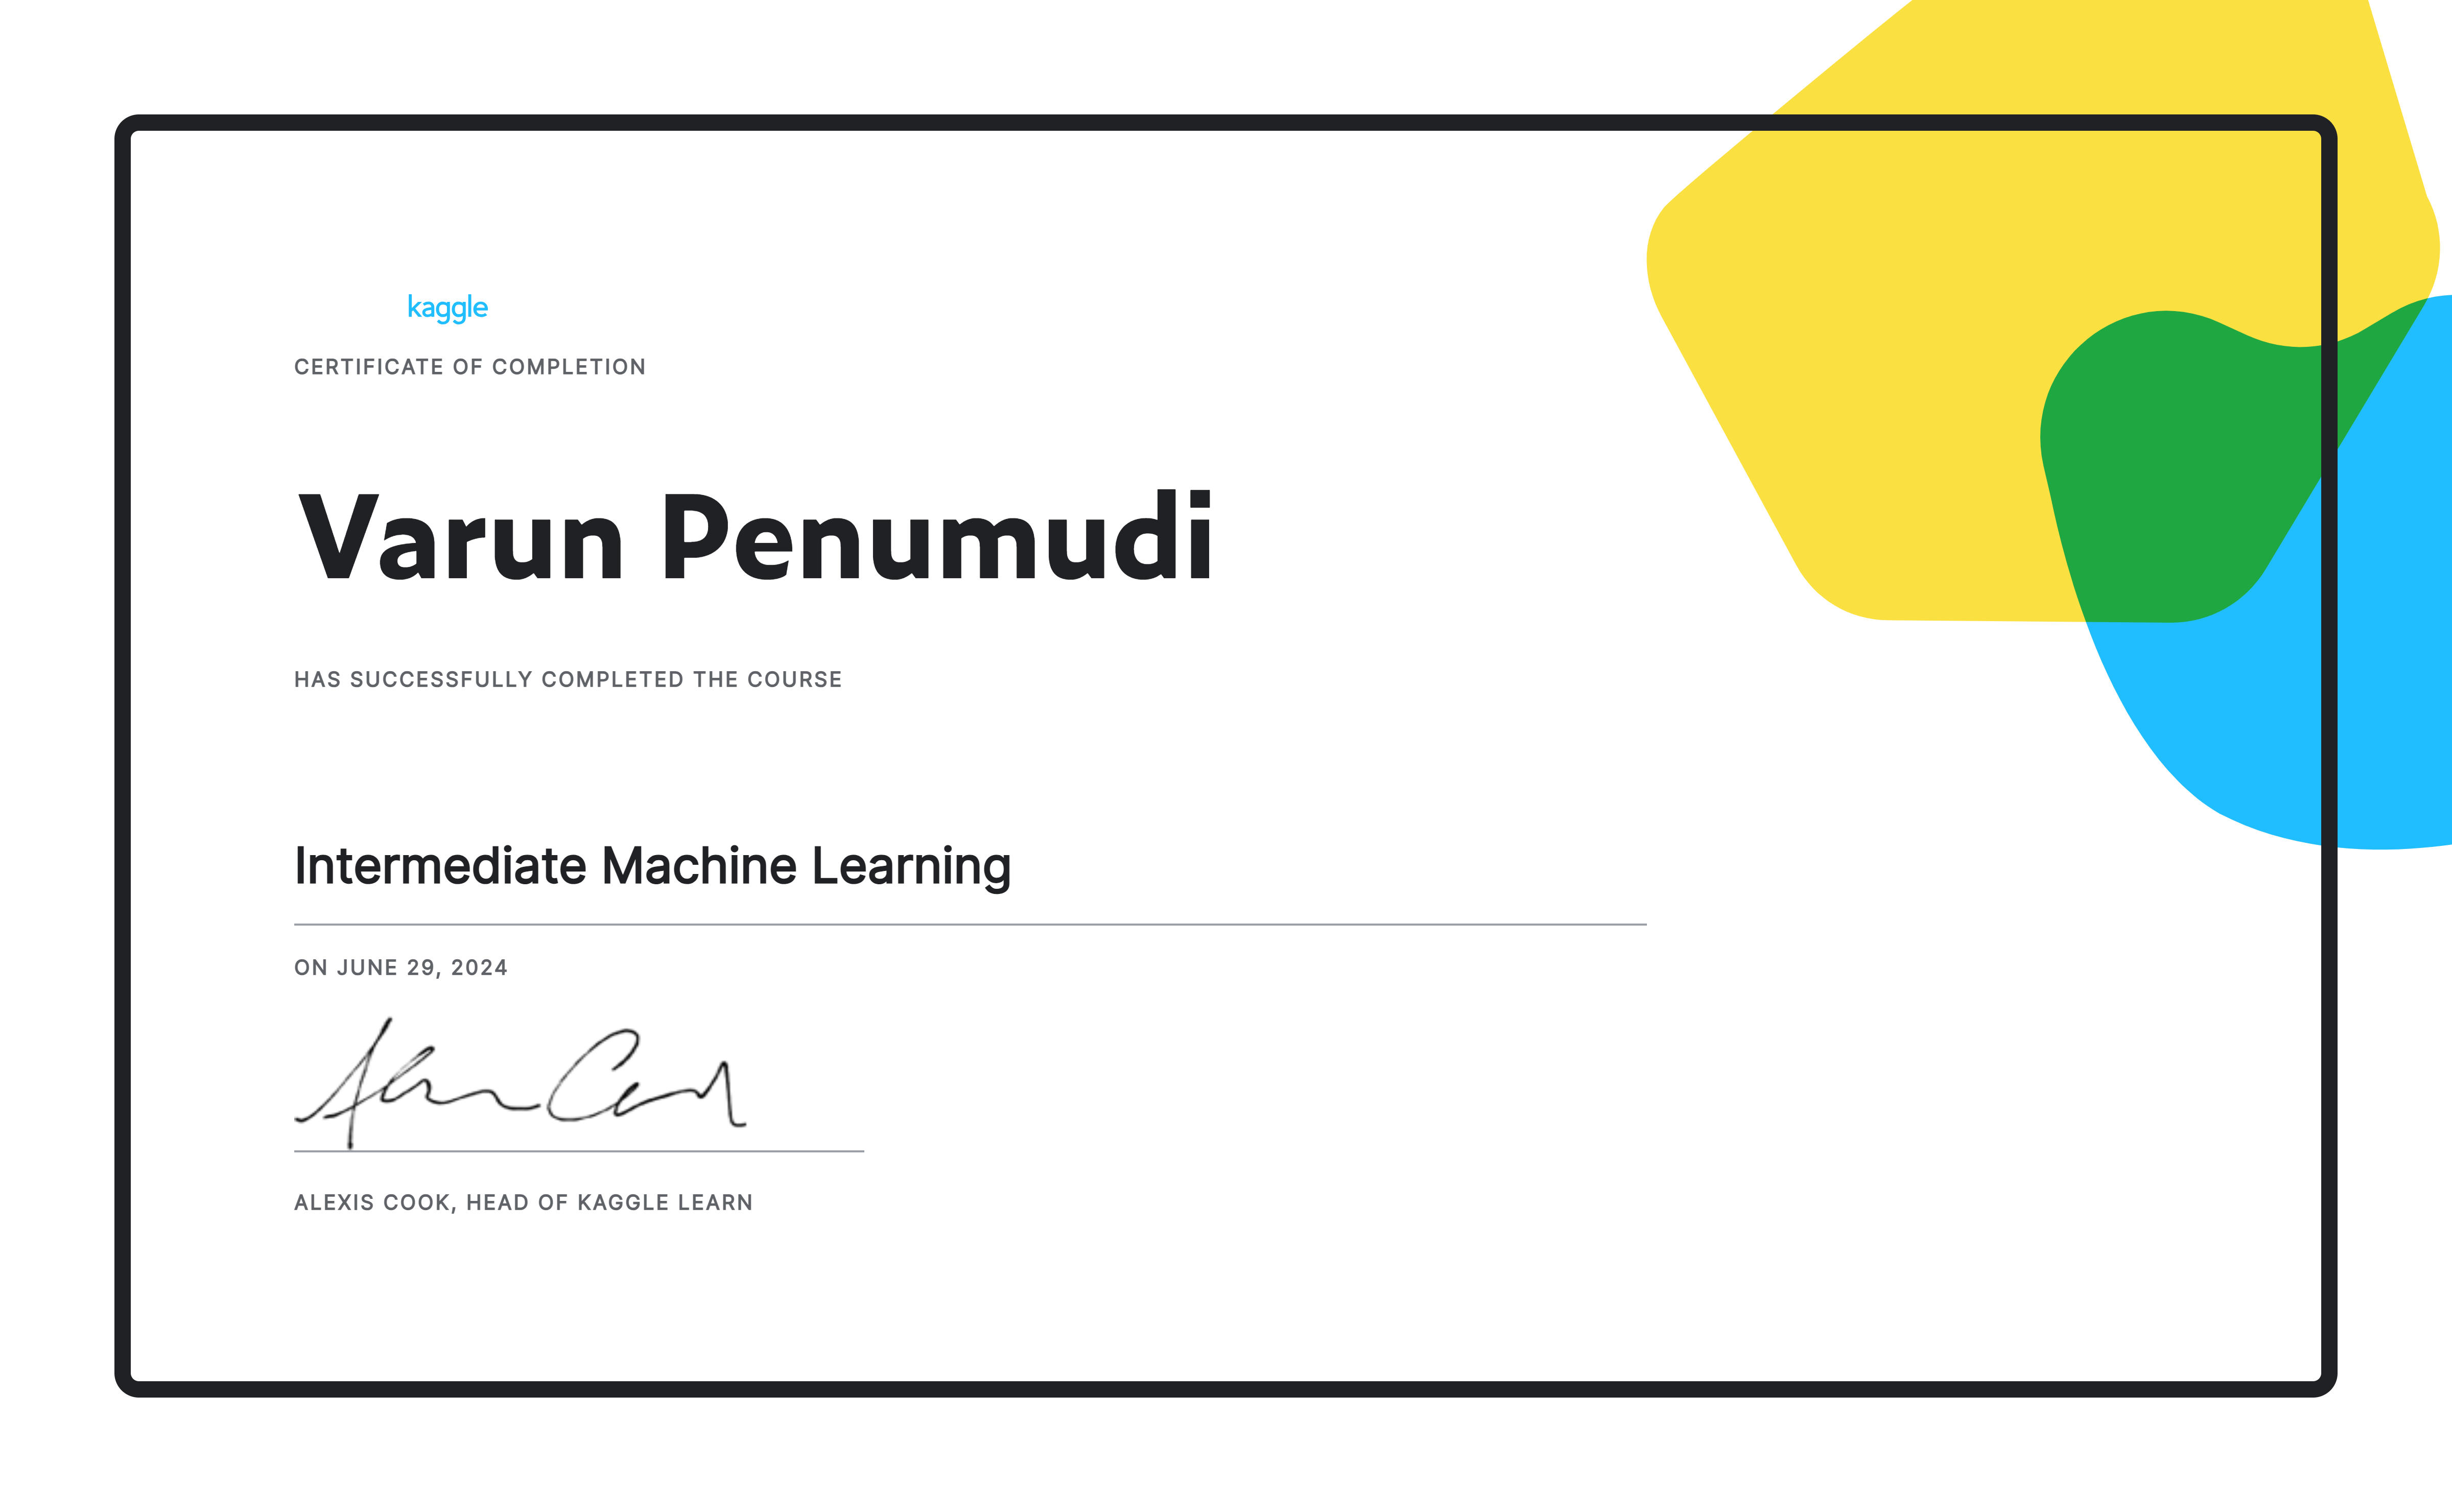 kaggle
CERTIFICATE OF COMPLETION
Varun Penumudi
HAS SUCCESSFULLY COMPLETED THE COURSE
Intermediate Machine Learning
ON JUNE 29, 2024
ALEXIS COOK, HEAD OF KAGGLE LEARN